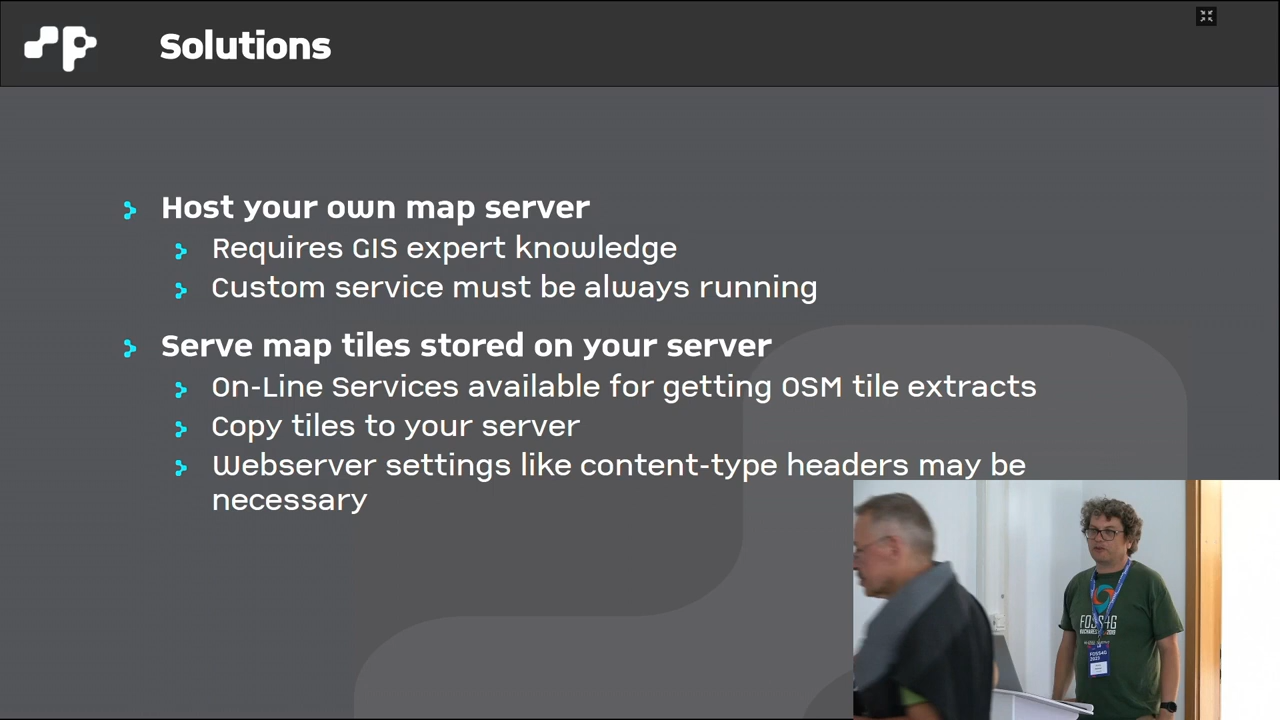 Solutions
Host your own map server
Requires GIS expert knowledge
Custom service must be always running
Serve map tiles stored on your server
On-Line Services available for getting OSM tile extracts
Copy tiles to your server
Webserver settings like content-type headers may be
necessary
FOSS4G
FOSS4G